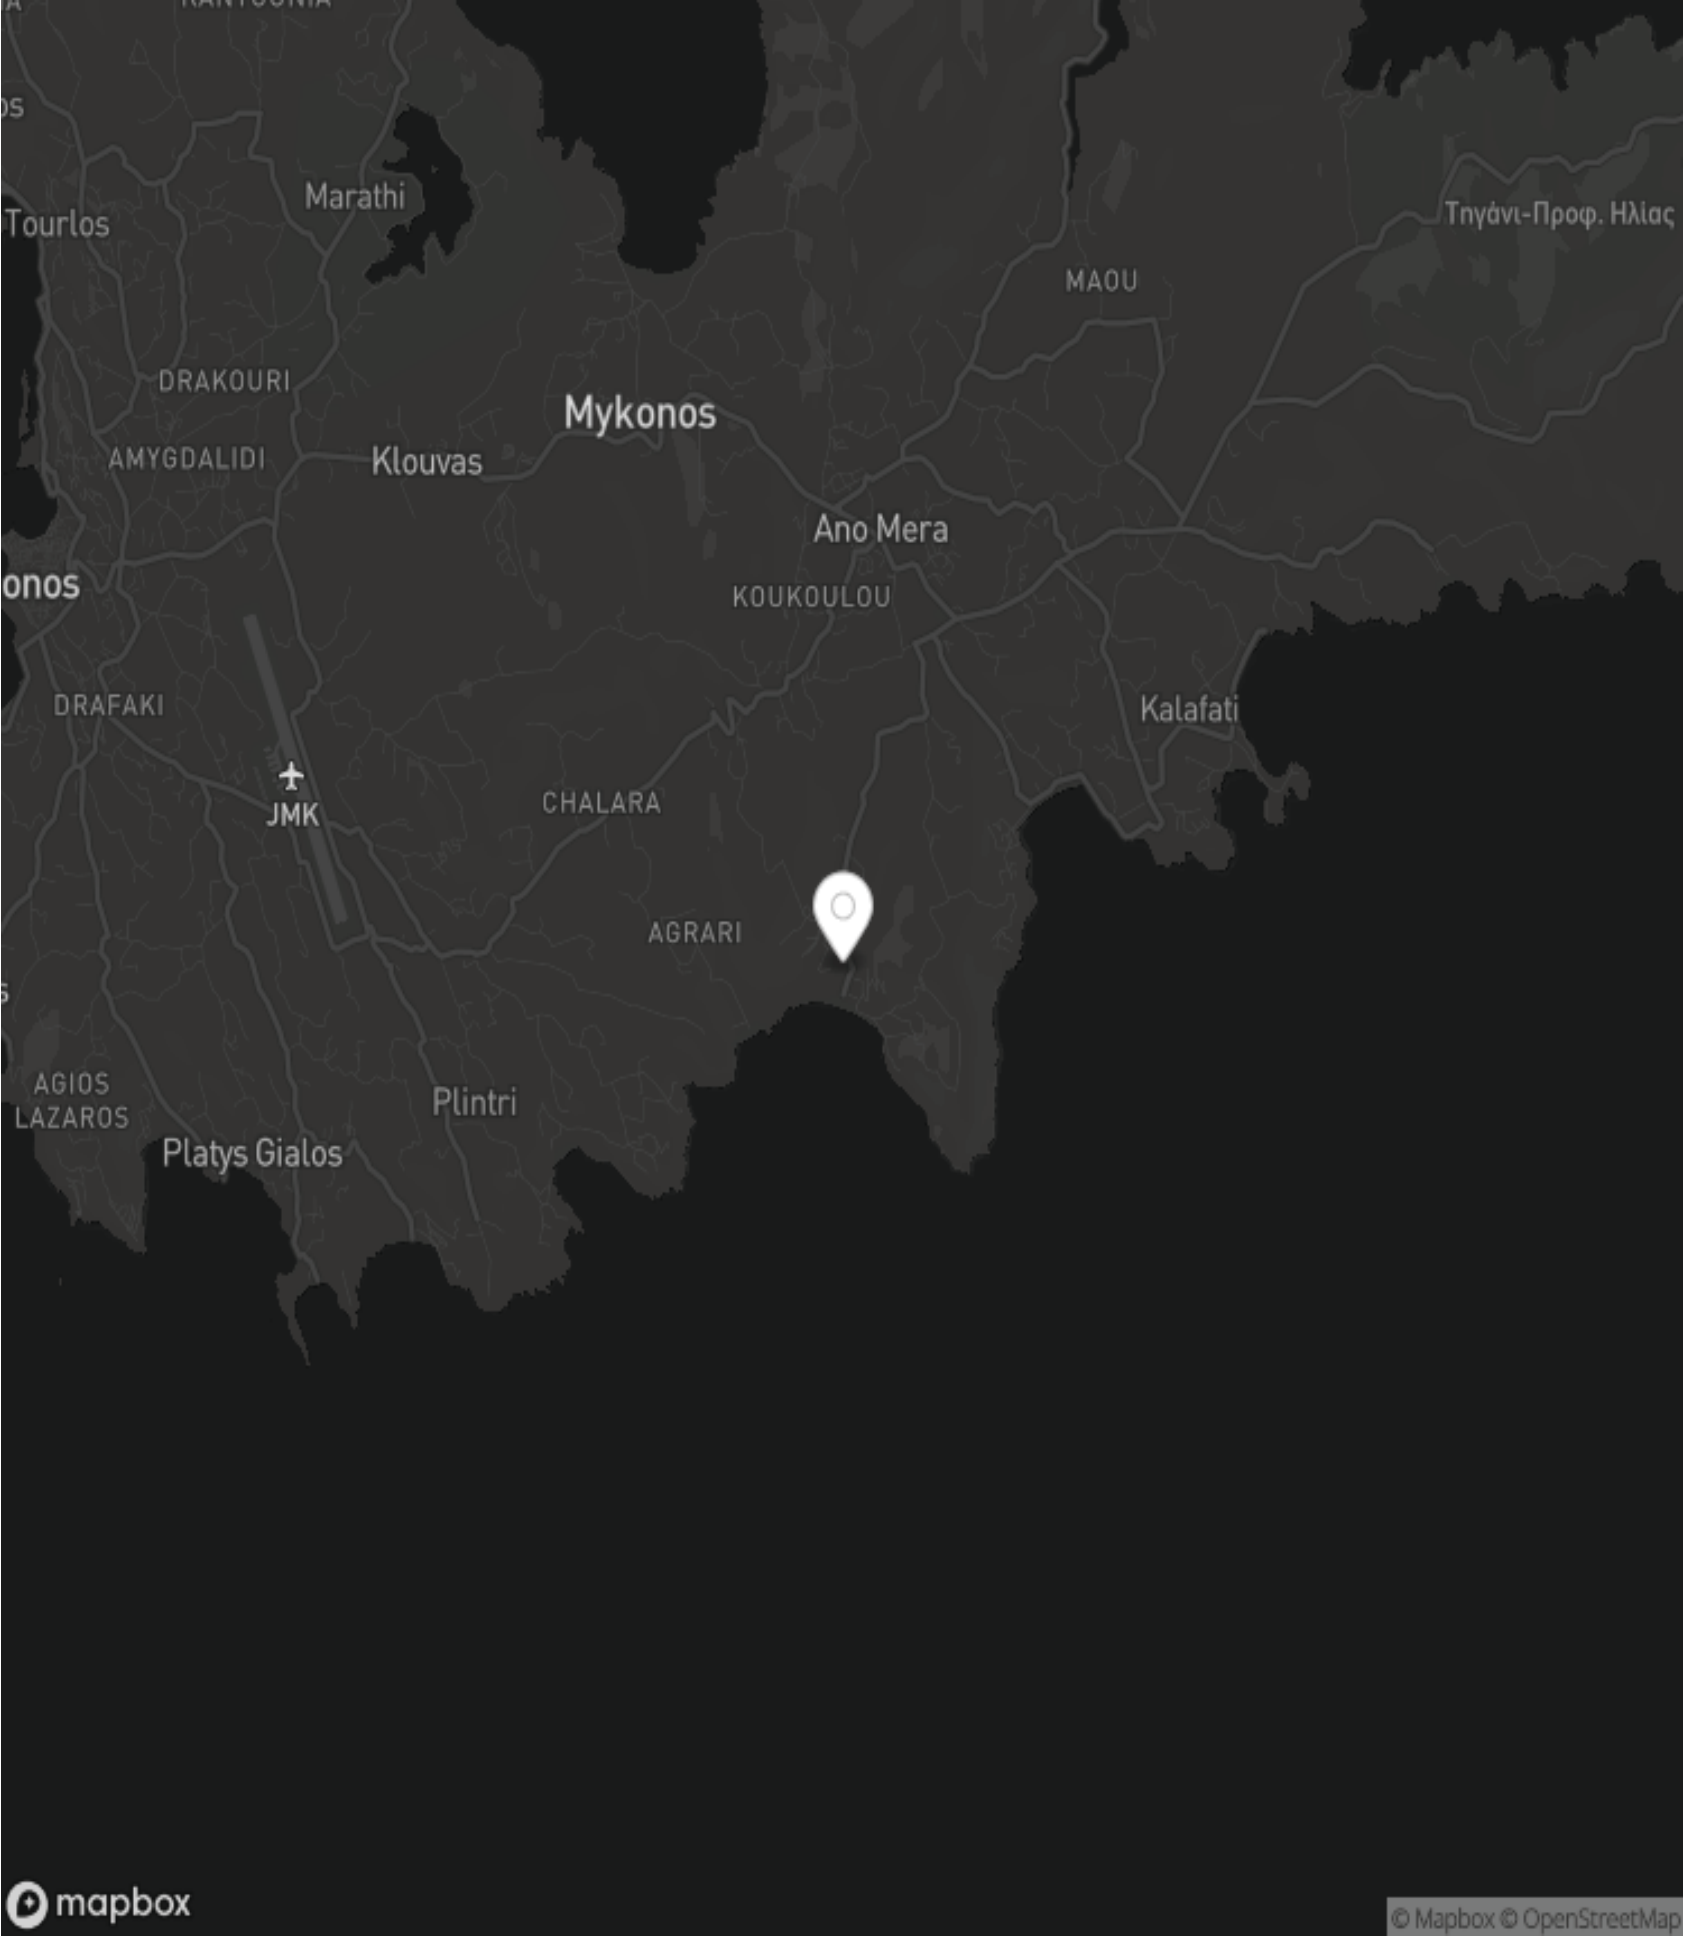 Marathi
Tourlos
Τηγάνι-Προφ. Ηλίας
MAOU
DRAKOURI
Mykonos
AMYGDALIDI
Klouvas
Ano Mera
onos
KOUKOULOU
DRAFAKI
Kalafati
JMK
CHALARA
AGRARI
AGIOS
LAZAROS
Plintri
Platys Gialos
mapbox
© Mapbox © OpenStreetMap